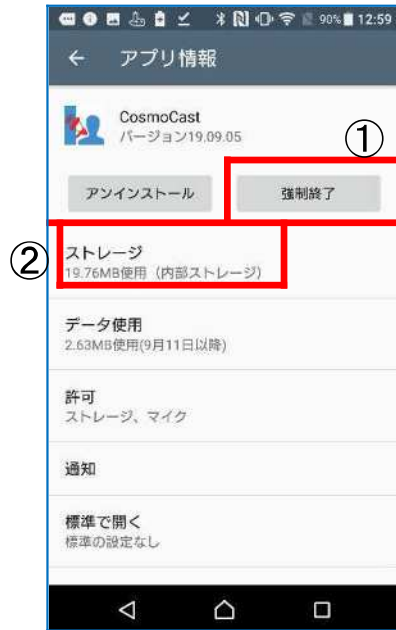 90% 12:59
アプリ情報
CosmoCast
バージョン19.09.05
①
アンインストール 強制終了
②
ストレージ
19.76MB使用（内部ストレージ）
データ使用
2.63MB使用(9月11日以降)
許可
ストレージ、マイク
通知
標準で開く
標準の設定なし